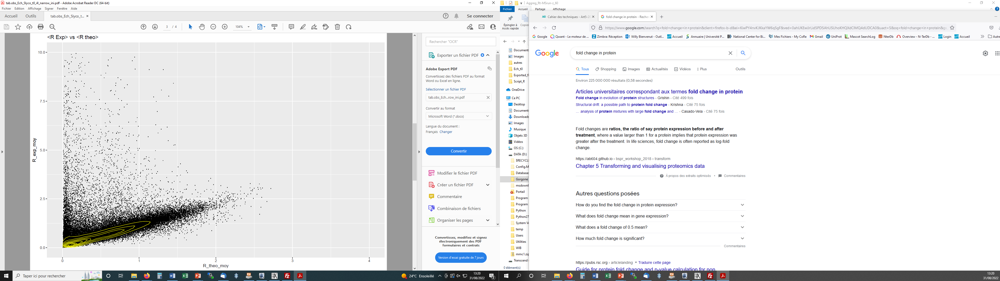 tab.obs_Ech_Slyco_t0_4l_narrow_ini.pdf - Adobe Acrobat Reader DC (64-bit)
Fichier Edition Affichage Signer Fenêtre Aide
Accueil Outils tab.obs_Ech_Slyco_t... ×
Se connecter
3 / 4 104%
<R Exp> vs <R theo>
R_exp_moy
10.0
7.5
5.0
2.5
0.0
0 1 2 3 4
R_theo_moy
Rechercher "OCR"
Exporter un fichier PDF
Adobe Export PDF
Convertissez des fichiers PDF au format
Word ou Excel en ligne.
Sélectionner un fichier PDF
tab.obs_Ech...row_ini.pdf
Convertir au format
Microsoft Word (*.docx)
Langue du document :
Français Changer
Convertir
Modifier le fichier PDF
Créer un fichier PDF
Commentaire
Combinaison de fichiers
Organiser les pages
Convertissez, modifiez et signez
électroniquement des PDF
formulaires et contrats
Version d'essai gratuite de 7 jours
Aggreg_Rt-MSrun-z_60
Fichier Accueil Partage Affichage
Épingler à
Accès rapide
Copier
Documents
Images
autres
Ech_t0
Exported_fi
Script_R
OneDrive
Ce PC
Desktop
Documents
Downloads
Images
Musique
Objets 3D
Vidéos
OS (C:)
DATA (D:)
$RECYCLE
Config.M
Database
Gorgone
msdownl
Portail
Program
Program
Python
Python27
System Vo
temp
Users
Utilities
WIB
mmc1.zip
Transcend
0 élément(s)
Cahier des techniques - Art5-20 ×
fold change in protein - Recher ×
https://www.google.com/search?q=fold+change+in+protein&client=firefox-b-d&ei=KiwPY4nvKJKkaYW6q5gF&ved=0ahUKEwiJrLid5PD5AhUSUhoKHQXdCIMQ4dUDCA0&uact=5&oq=fold+change+in+protein&gs
Google Qwant - Le moteur de ... Zimbra: Réception Willy Bienvenut - Outl... Accueil Annuaire | Université P... National Center for Bi... Mes Fichiers - My CoRe Gmail UniProt Mascot SearchLog NterDb Overview - N-TerDb - ... Login Accueil Autre
Google
fold change in protein
Tous Shopping Images Actualités Vidéos Plus Outils
Environ 225 000 000 résultats (0,58 secondes)
Articles universitaires correspondant aux termes fold change in protein
Fold change in evolution of protein structures - Grishin - Cité 499 fois
Structural drift: a possible path to protein fold change - Krishna - Cité 75 fois
... analysis of protein mixtures with large fold change and ... - Casado-Vela - Cité 75 fois
Fold changes are ratios, the ratio of say protein expression before and after
treatment, where a value larger than 1 for a protein implies that protein expression was
greater after the treatment. In life sciences, fold change is often reported as log-fold
change.
https://ab604.github.io › bspr_workshop_2018 › transform
Chapter 5 Transforming and visualising proteomics data
À propos des extraits optimisés • Commentaires
Autres questions posées
How do you find the fold change in protein expression?
What does fold change mean in gene expression?
What does a fold change of 0.5 mean?
How much fold change is significant?
Commentaires
https://pubs.rsc.org › articlelanding Traduire cette page
Guide for protein fold change and p-value calculation for non
Taper ici pour rechercher
24°C Ensoleillé
13:20
31/08/2022
13:20
31/08/2022